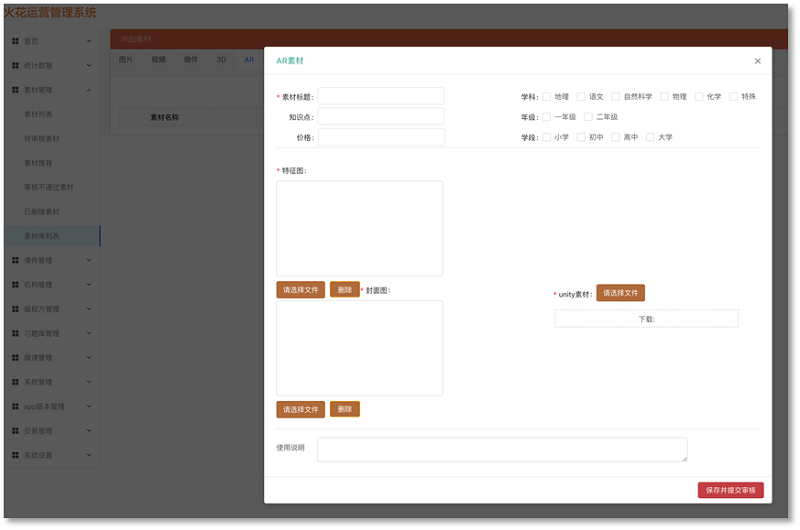 火花运营管理系统
首页
统计数据
素材管理
素材列表
待审核素材
素材推荐
审核不通过素材
已删除素材
素材库列表
课件管理
机构管理
版权方管理
习题库管理
微课管理
系统管理
app版本管理
交易管理
系统设置
添加素材
图片 视频 微件 3D AR
素材名称
AR素材 ×
* 素材标题: 学科: 地理 语文 自然科学 物理 化学 特殊
知识点: 年级: 一年级 二年级
价格: 学段: 小学 初中 高中 大学
* 特征图:
请选择文件 删除 * 封面图: * unity素材: 请选择文件
下载:
请选择文件 删除
使用说明
保存并提交审核